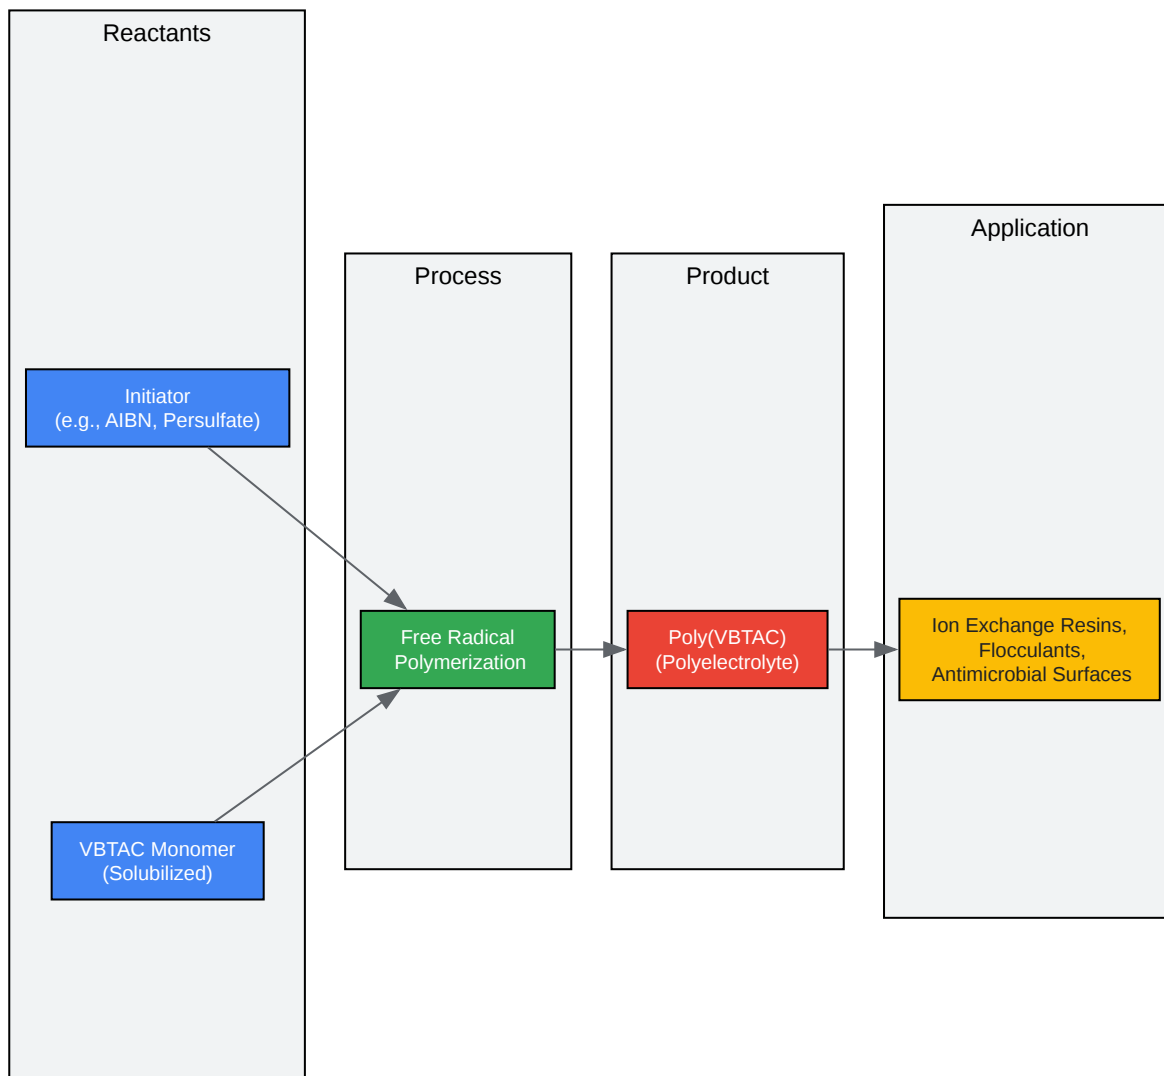 Reactants
Initiator
(e.g., AIBN, Persulfate)
VBTAC Monomer
(Solubilized)
Process
Free Radical
Polymerization
Product
Poly(VBTAC)
(Polyelectrolyte)
Application
Ion Exchange Resins,
Flocculants,
Antimicrobial Surfaces